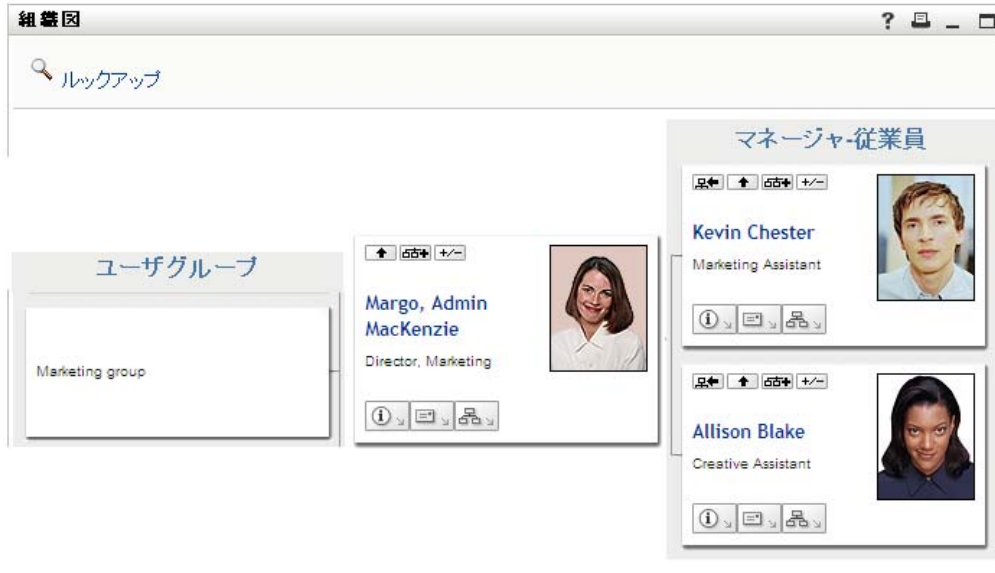 組織図
?
ルックアップ
ユーザグループ
Marketing group
+/-
Margo, Admin
MacKenzie
Director, Marketing
マネージャ-従業員
+/-
Kevin Chester
Marketing Assistant
+/-
Allison Blake
Creative Assistant